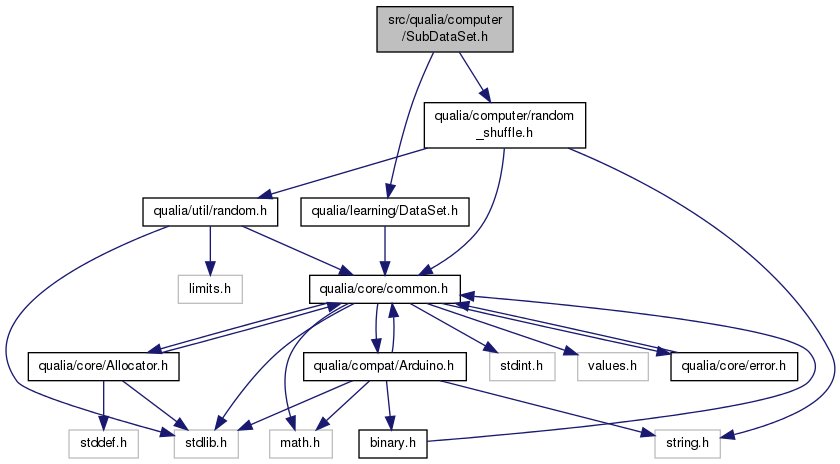 src/qualia/computer
/SubDataSet.h
qualia/computer/random
_shuffle.h
qualia/util/random.h
qualia/learning/DataSet.h
limits.h
qualia/core/common.h
qualia/core/Allocator.h
qualia/compat/Arduino.h
stdint.h
values.h
qualia/core/error.h
stddef.h
stdlib.h
math.h
binary.h
string.h